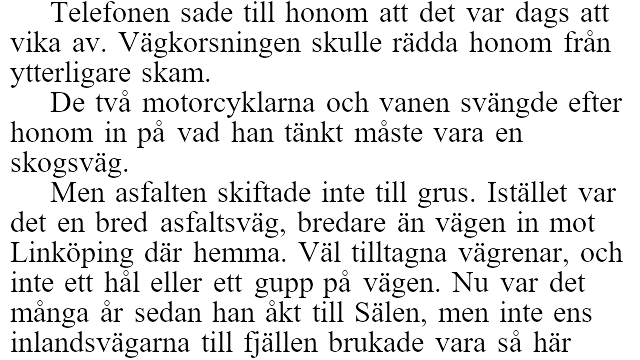 Telefonen sade till honom att det var dags att
vika av. Vägkorsningen skulle rädda honom från
ytterligare skam.
De två motorcyklarna och vanen svängde efter
honom in på vad han tänkt måste vara en
skogsväg.
Men asfalten skiftade inte till grus. Istället var
det en bred asfaltsväg, bredare än vägen in mot
Linköping där hemma. Väl tilltagna vägrenar, och
inte ett hål eller ett gupp på vägen. Nu var det
många år sedan han åkt till Sälen, men inte ens
inlandsvägarna till fjällen brukade vara så här